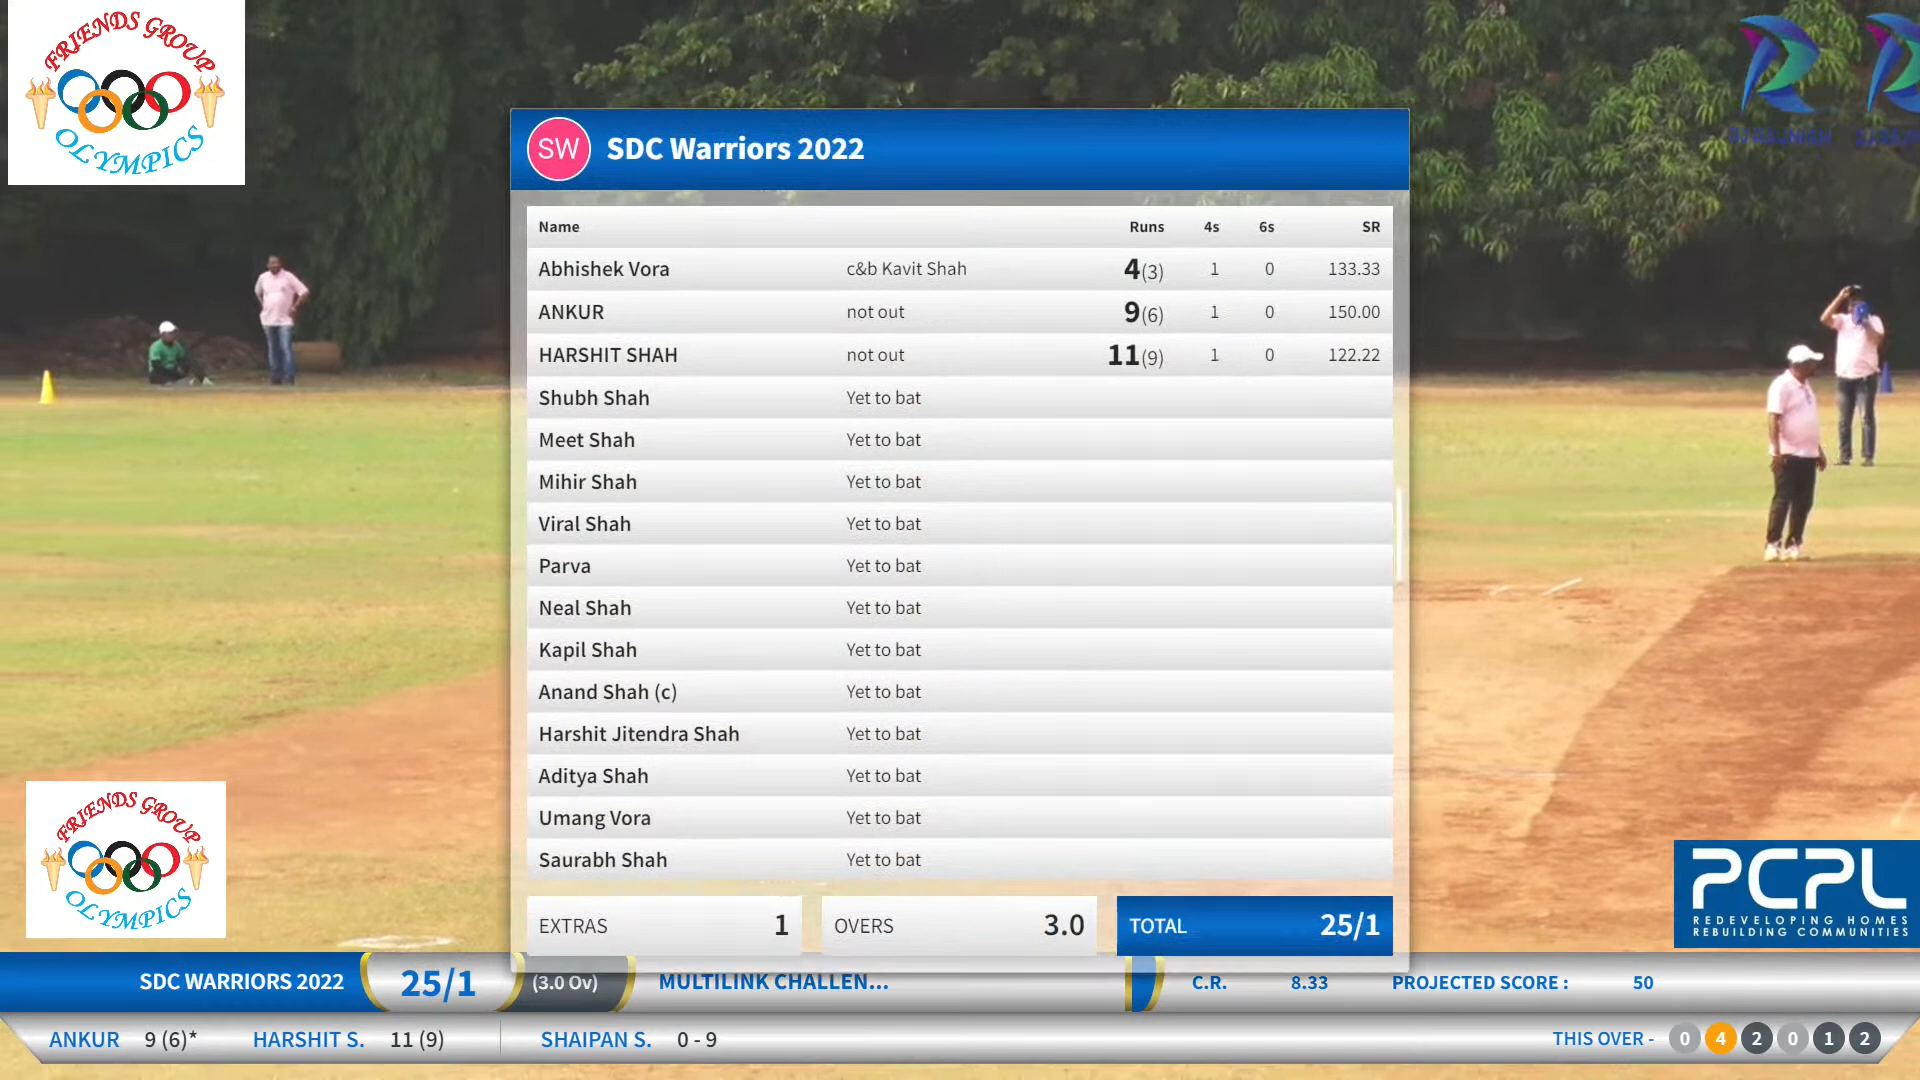 FRIENDS GROUP
OLYMPICS
SW SDC Warriors 2022
Name Runs 4s 6s SR
Abhishek Vora c&b Kavit Shah 4(3) 1 0 133.33
ANKUR not out 9(6) 1 0 150.00
HARSHIT SHAH not out 11(9) 1 0 122.22
Shubh Shah Yet to bat
Meet Shah Yet to bat
Mihir Shah Yet to bat
Viral Shah Yet to bat
Parva Yet to bat
Neal Shah Yet to bat
Kapil Shah Yet to bat
Anand Shah (c) Yet to bat
Harshit Jitendra Shah Yet to bat
Aditya Shah Yet to bat
Umang Vora Yet to bat
Saurabh Shah Yet to bat
EXTRAS 1 OVERS 3.0 TOTAL 25/1
FRIENDS GROUP
OLYMPICS
PCPL
REDEVELOPING HOMES
REBUILDING COMMUNITIES
SDC WARRIORS 2022 25/1 (3.0 Ov) MULTILINK CHALLEN... C.R. 8.33 PROJECTED SCORE : 50
ANKUR 9 (6)* HARSHIT S. 11 (9) SHAIPAN S. 0 - 9 THIS OVER - 0 4 2 0 1 2